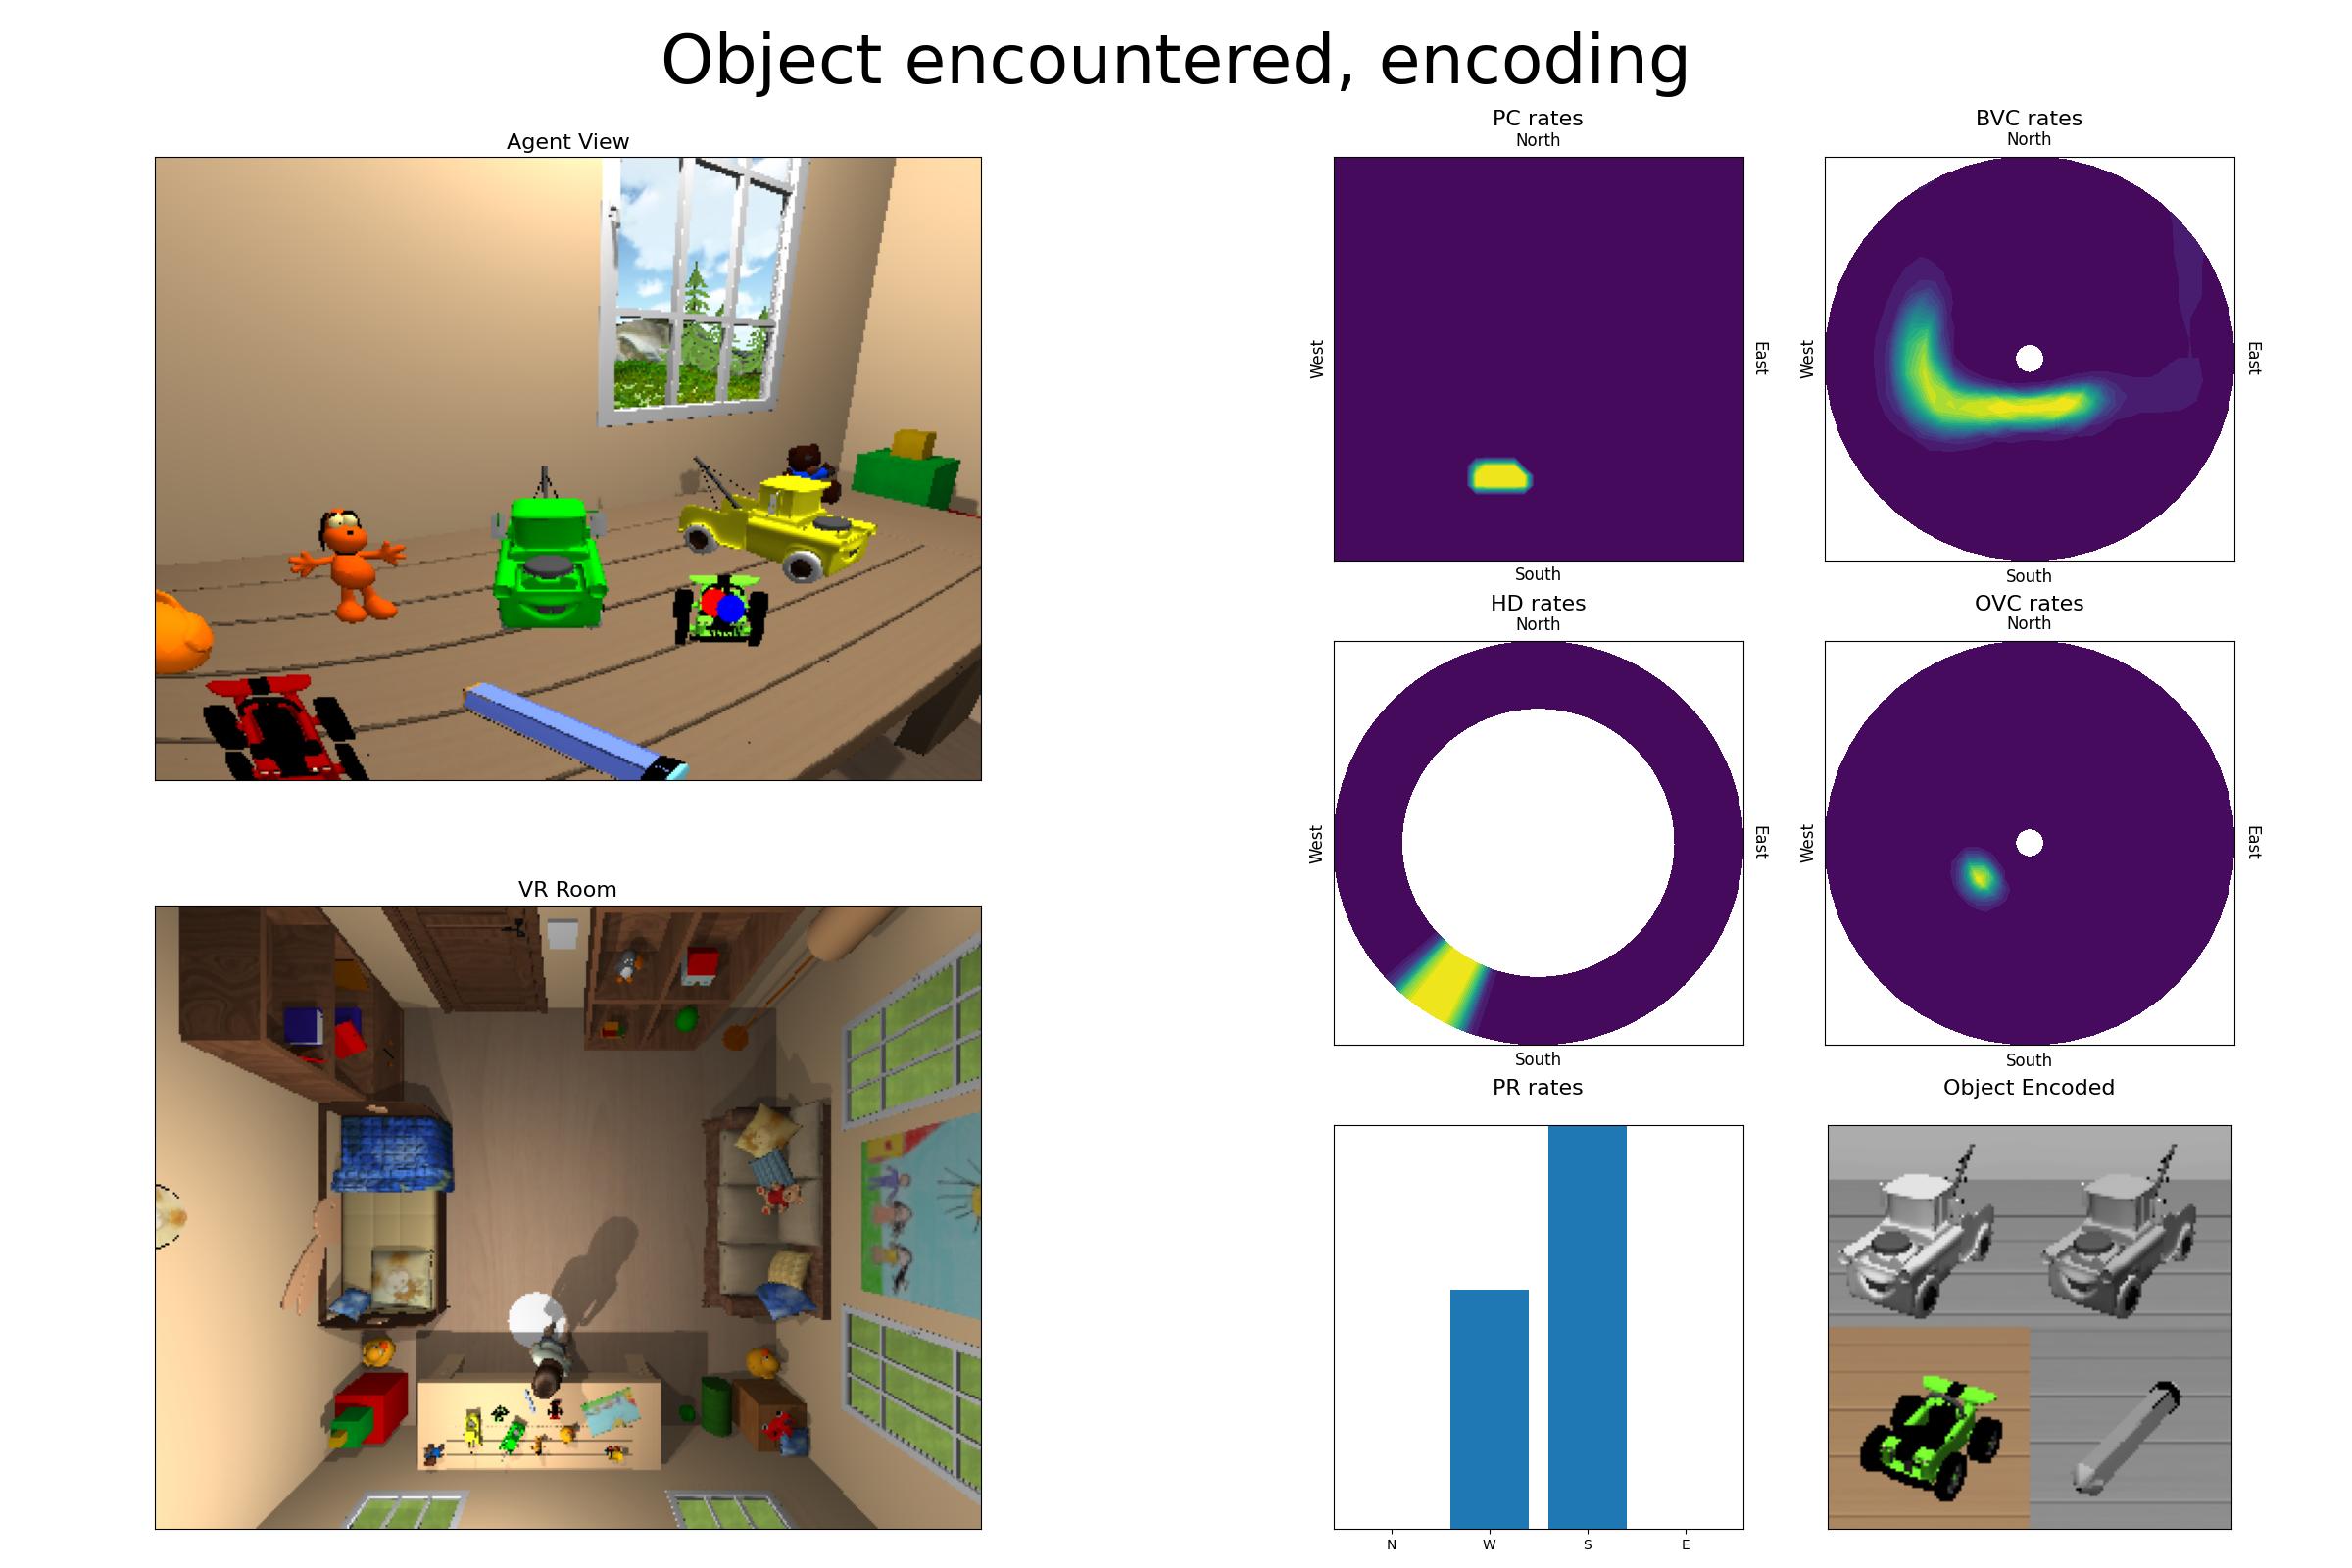 Object encountered, encoding
Agent View
PC rates
North
West
East
South
BVC rates
North
West
East
South
HD rates
North
West
East
South
OVC rates
North
West
East
South
VR Room
PR rates
N W S E
Object Encoded